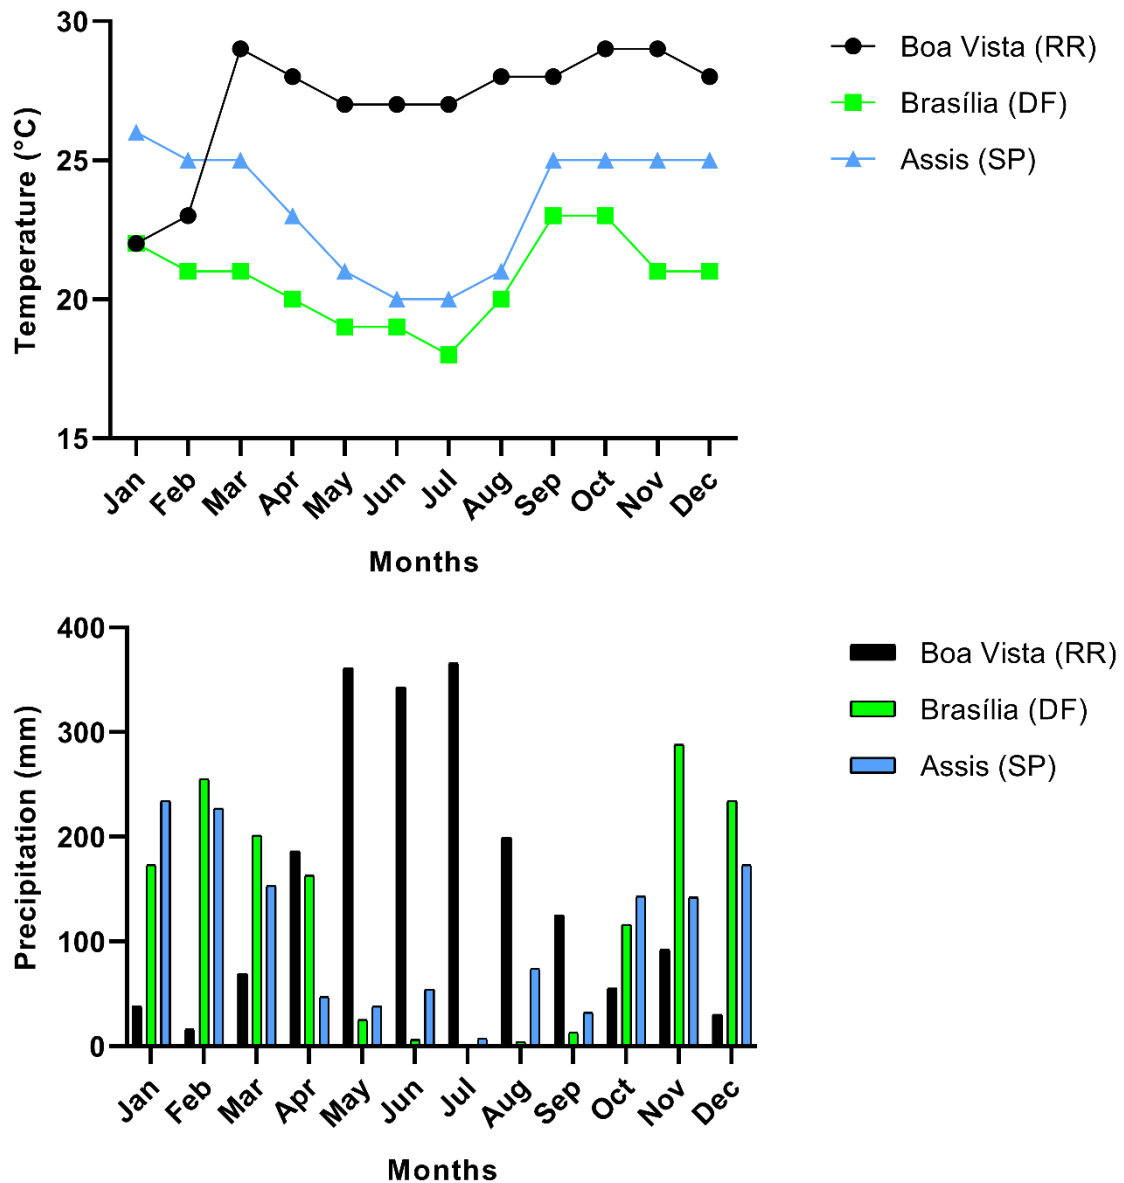 30
25
20
15
Temperature (°C)
Jan Feb Mar Apr May Jun Jul Aug Sep Oct Nov Dec
Months
Boa Vista (RR)
Brasília (DF)
Assis (SP)
400
300
200
100
0
Precipitation (mm)
Jan Feb Mar Apr May Jun Jul Aug Sep Oct Nov Dec
Months
Boa Vista (RR)
Brasília (DF)
Assis (SP)